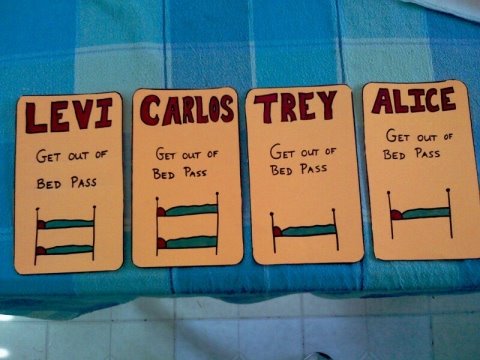 LEVI
GET OUT OF
BED PASS
CARLOS
GET OUT OF
BED PASS
TREY
GET OUT OF
BED PASS
ALICE
GET OUT OF
BED PASS